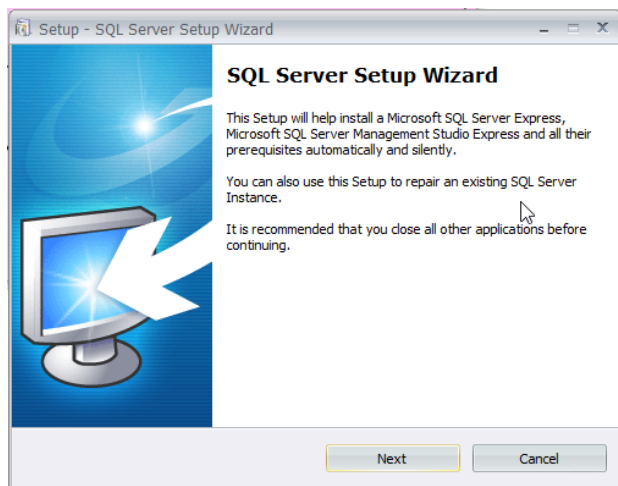 Setup - SQL Server Setup Wizard
SQL Server Setup Wizard
This Setup will help install a Microsoft SQL Server Express,
Microsoft SQL Server Management Studio Express and all their
prerequisites automatically and silently.
You can also use this Setup to repair an existing SQL Server
Instance.
It is recommended that you close all other applications before
continuing.
Next
Cancel